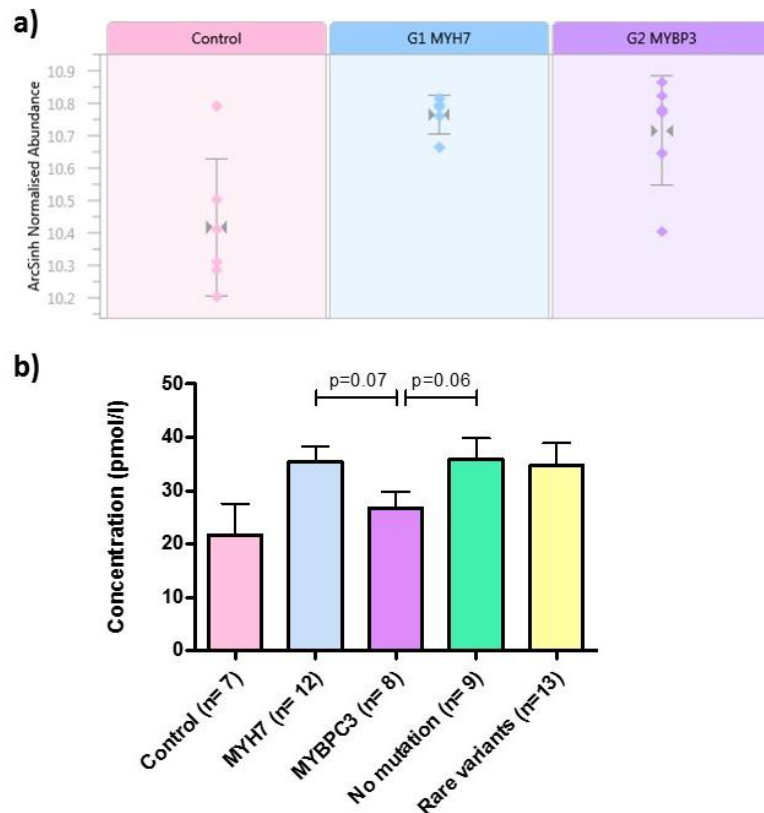 a)
Control G1 MYH7 G2 MYBP3
ArcSinh Normalised Abundance
10.9
10.8
10.7
10.6
10.5
10.4
10.3
10.2
b)
p=0.07 p=0.06
Concentration (pmol/l)
50
40
30
20
10
0
Control (n= 7)
MYH7 (n= 12)
MYBPC3 (n= 8)
No mutation (n= 9)
Rare variants (n=13)